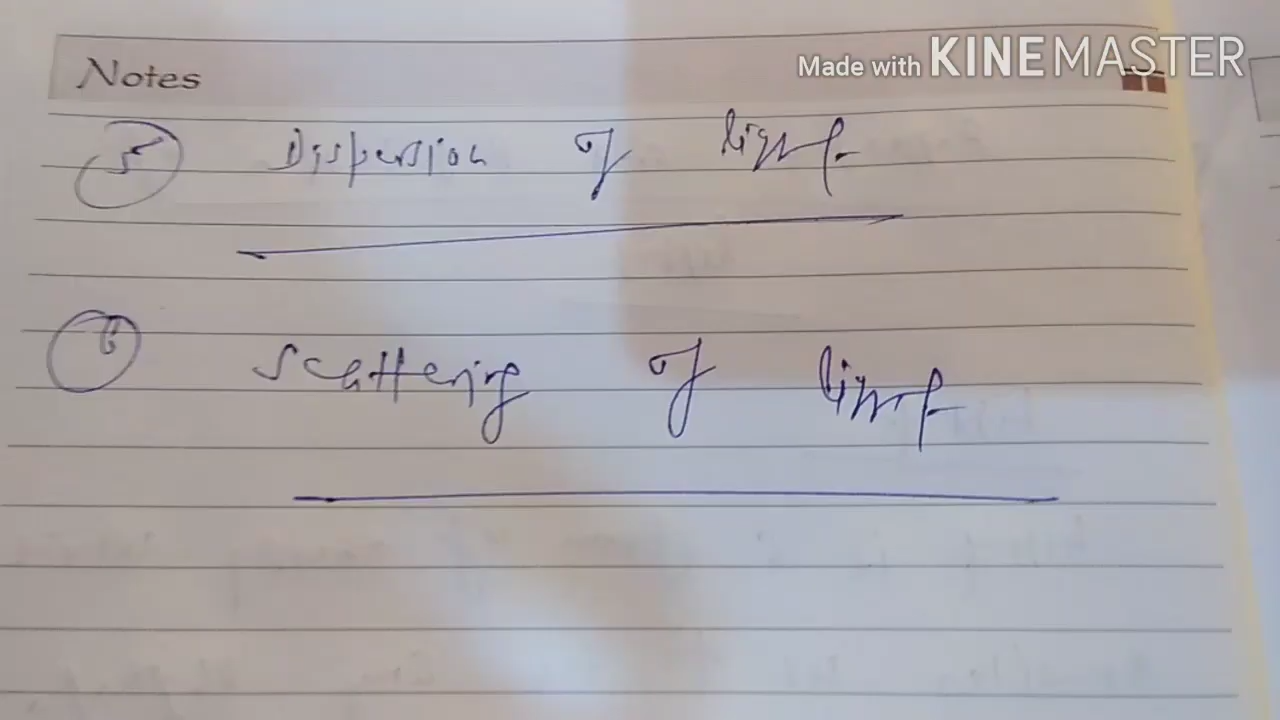 Made with KINEMASTER
Notes
5 Dispersion of light
6 Scattering of light